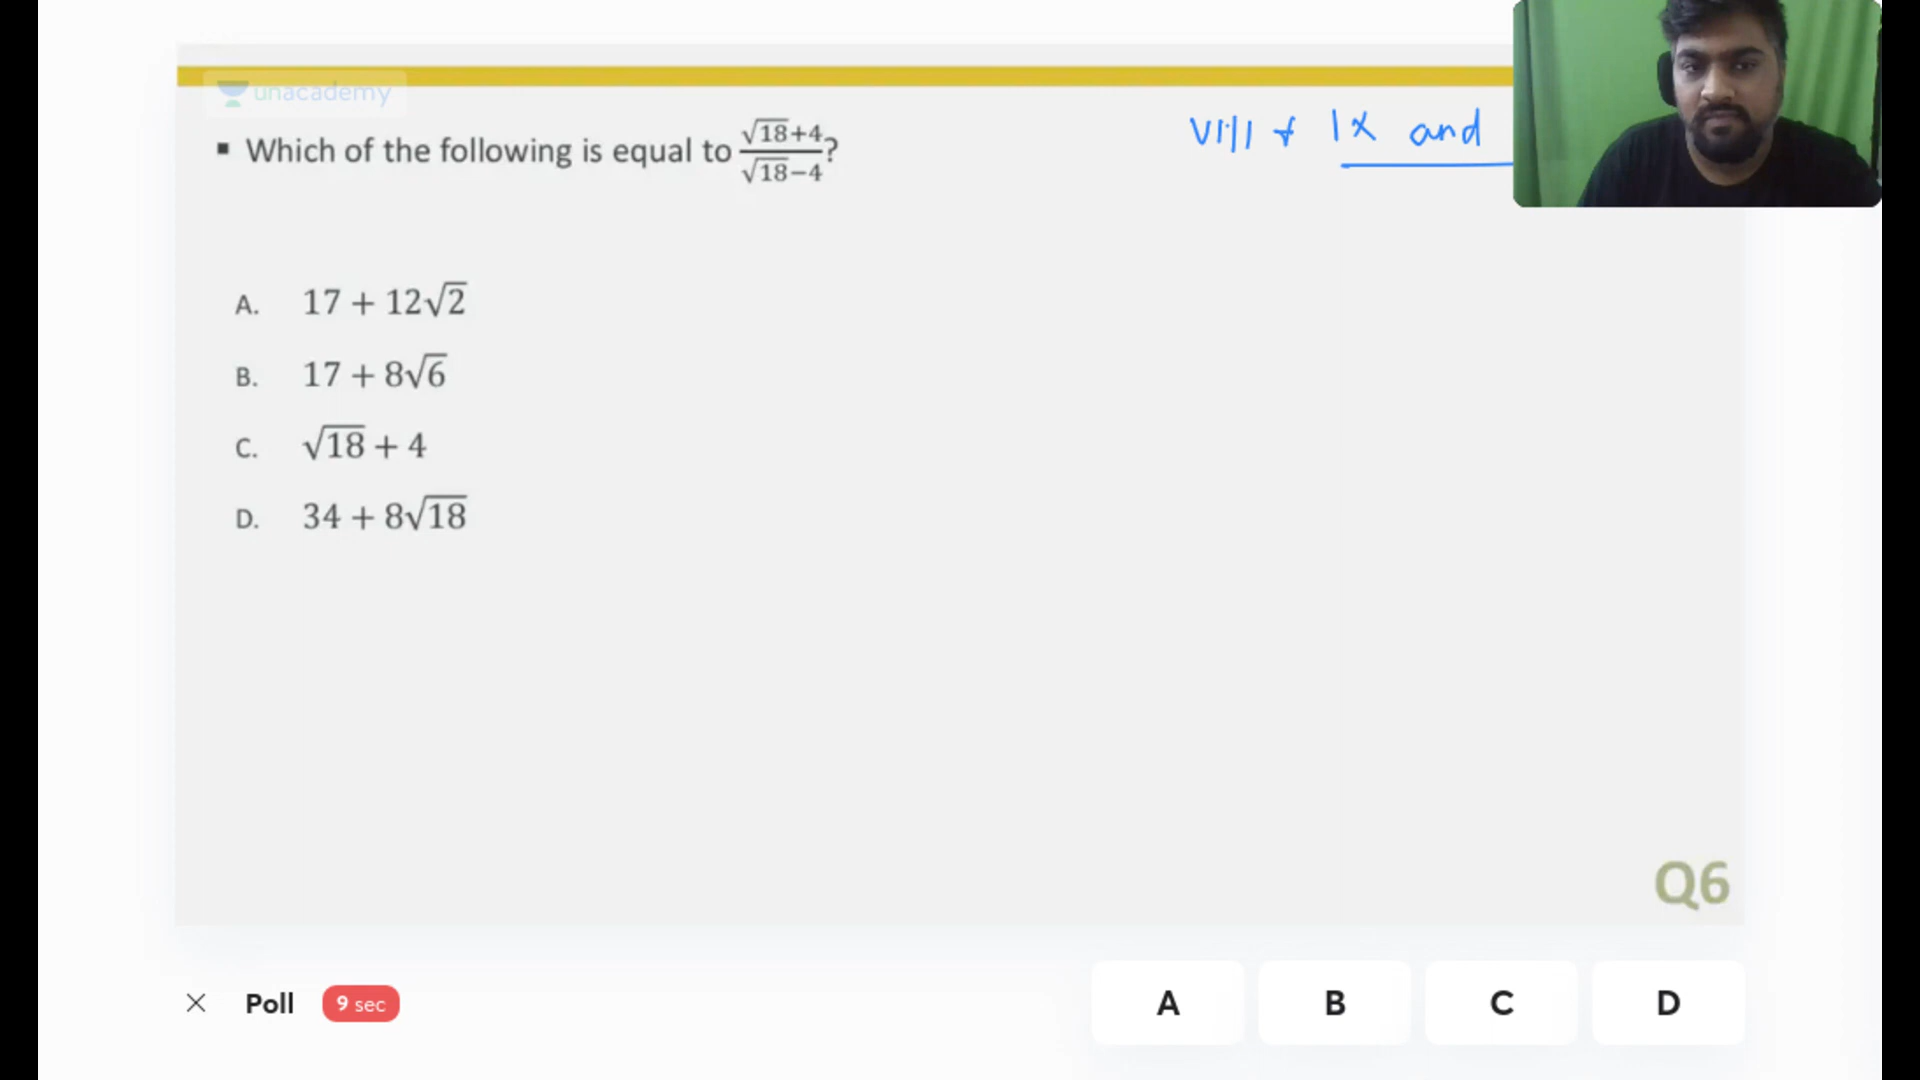 unacademy
▪ Which of the following is equal to (√18+4)/(√18−4)?
VIII + IX and
A. 17 + 12√2
B. 17 + 8√6
C. √18 + 4
D. 34 + 8√18
Q6
× Poll 9 sec A B C D